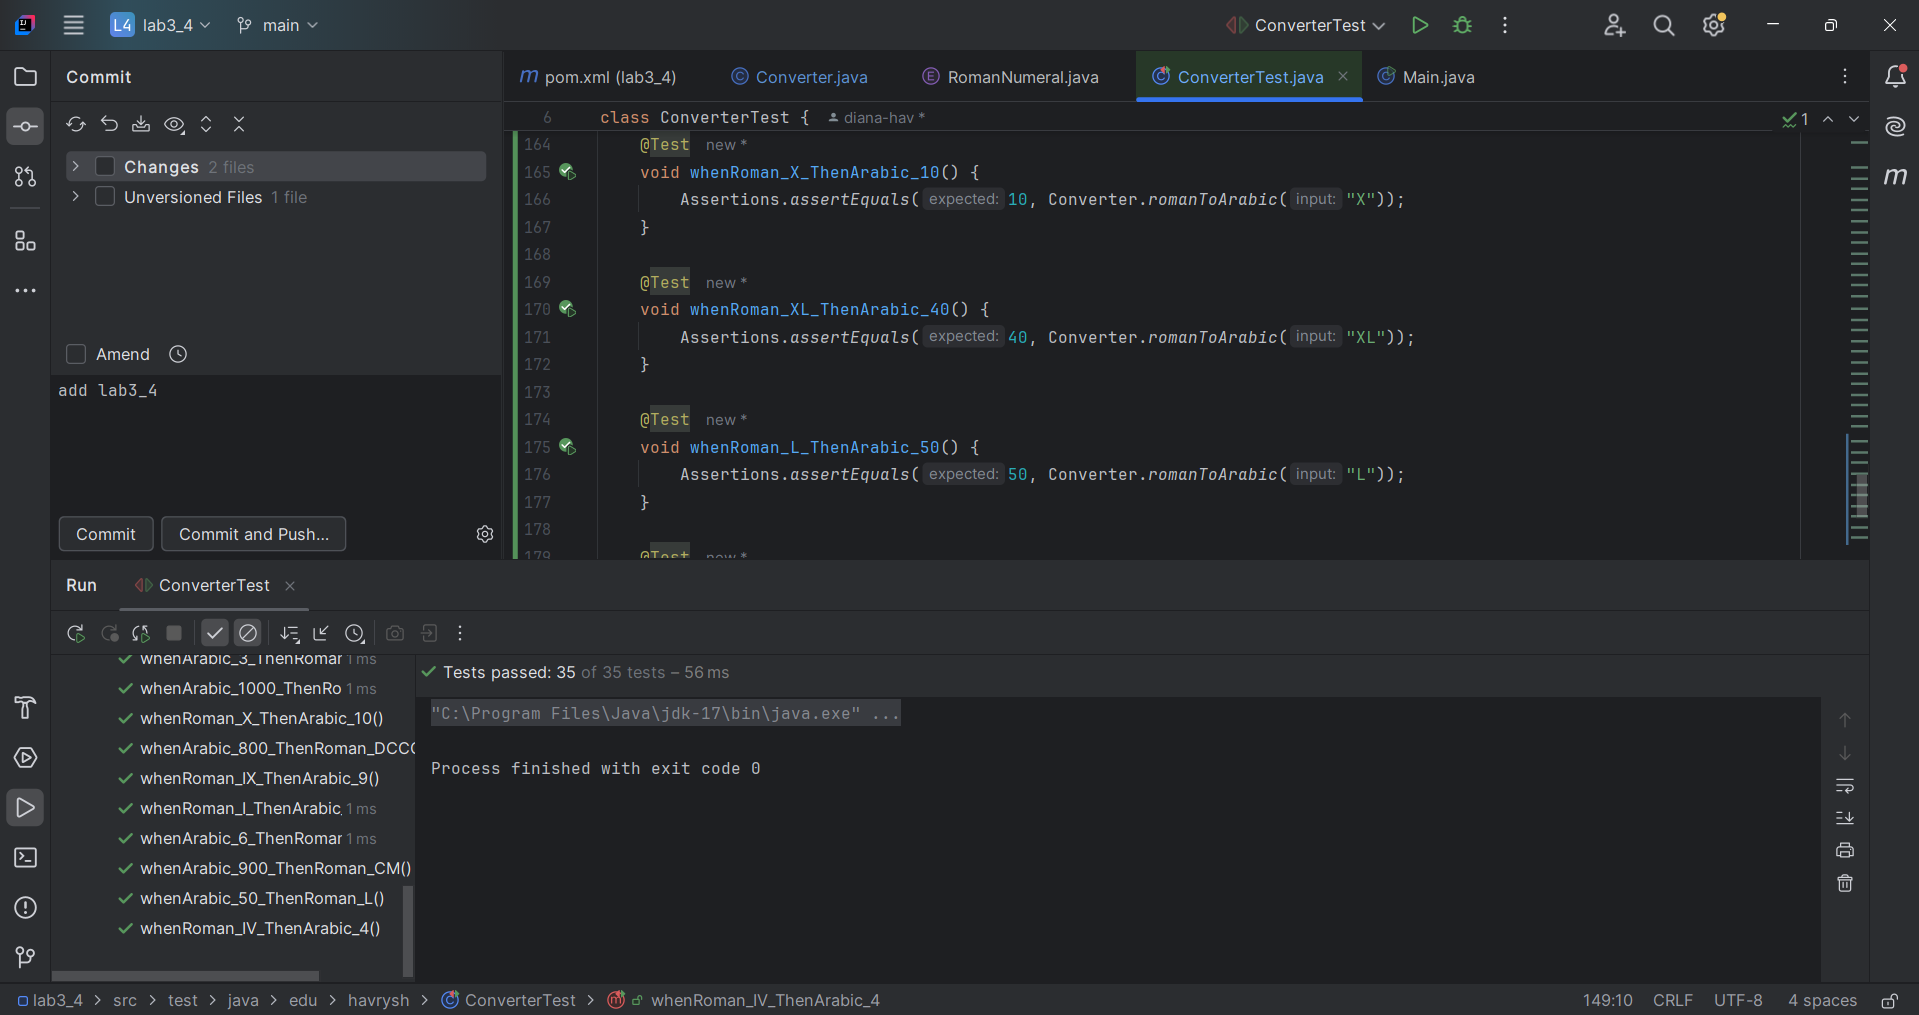 L4 lab3_4 main ConverterTest
Commit
pom.xml (lab3_4) Converter.java RomanNumeral.java ConverterTest.java Main.java
6 class ConverterTest { diana-hav * 1
Changes 2 files
Unversioned Files 1 file
Amend
add lab3_4
Commit Commit and Push...
164 @Test new *
165 void whenRoman_X_ThenArabic_10() {
166 Assertions.assertEquals( expected: 10, Converter.romanToArabic( input: "X"));
167 }
168
169 @Test new *
170 void whenRoman_XL_ThenArabic_40() {
171 Assertions.assertEquals( expected: 40, Converter.romanToArabic( input: "XL"));
172 }
173
174 @Test new *
175 void whenRoman_L_ThenArabic_50() {
176 Assertions.assertEquals( expected: 50, Converter.romanToArabic( input: "L"));
177 }
178
179 @Test new *
Run ConverterTest
whenArabic_3_ThenRomar 1 ms
whenArabic_1000_ThenRo 1 ms
whenRoman_X_ThenArabic_10()
whenArabic_800_ThenRoman_DCCC
whenRoman_IX_ThenArabic_9()
whenRoman_I_ThenArabic_ 1 ms
whenArabic_6_ThenRomar 1 ms
whenArabic_900_ThenRoman_CM()
whenArabic_50_ThenRoman_L()
whenRoman_IV_ThenArabic_4()
Tests passed: 35 of 35 tests – 56 ms
"C:\Program Files\Java\jdk-17\bin\java.exe" ...
Process finished with exit code 0
lab3_4 > src > test > java > edu > havrysh > ConverterTest > whenRoman_IV_ThenArabic_4 149:10 CRLF UTF-8 4 spaces